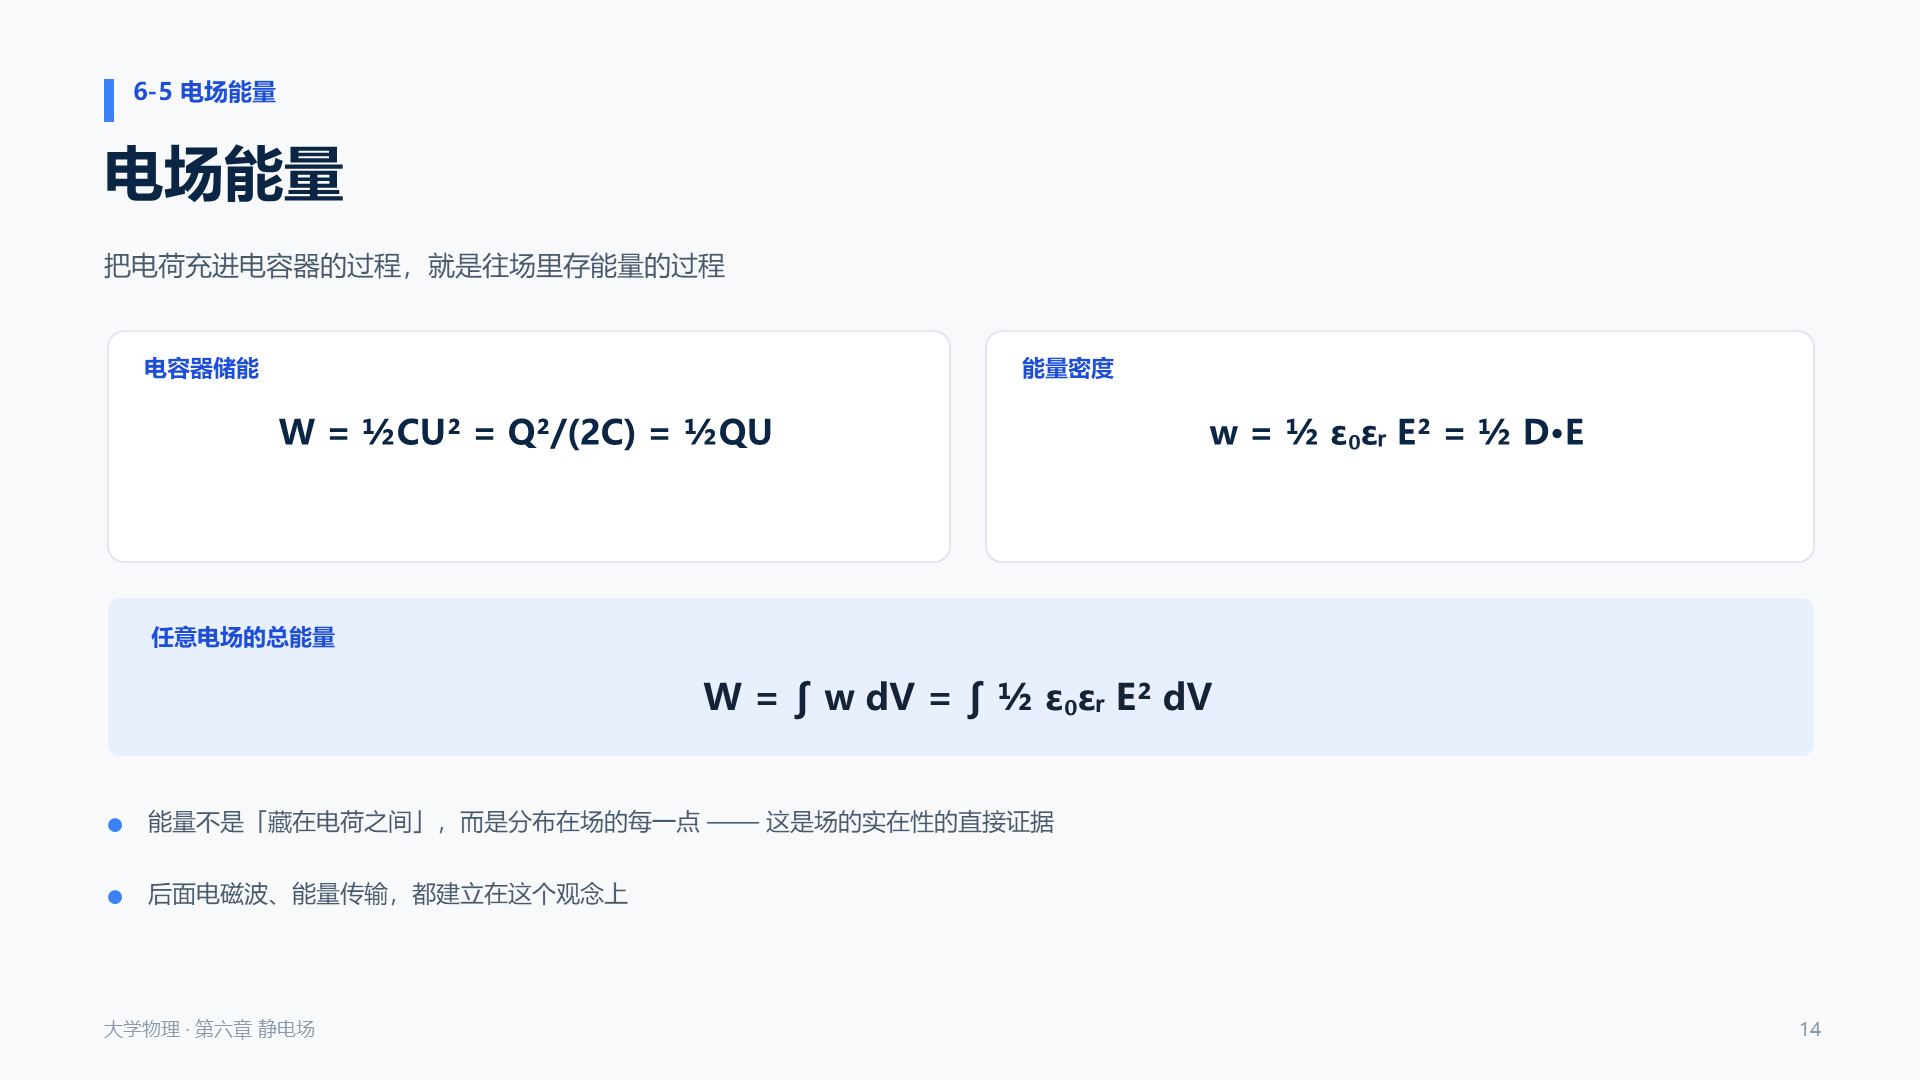 6-5 电场能量
电场能量
把电荷充进电容器的过程，就是往场里存能量的过程
电容器储能
W = ½CU² = Q²/(2C) = ½QU
能量密度
w = ½ ε₀εᵣ E² = ½ D•E
任意电场的总能量
W = ∫ w dV = ∫ ½ ε₀εᵣ E² dV
能量不是「藏在电荷之间」，而是分布在场的每一点 —— 这是场的实在性的直接证据
后面电磁波、能量传输，都建立在这个观念上
大学物理 · 第六章 静电场
14